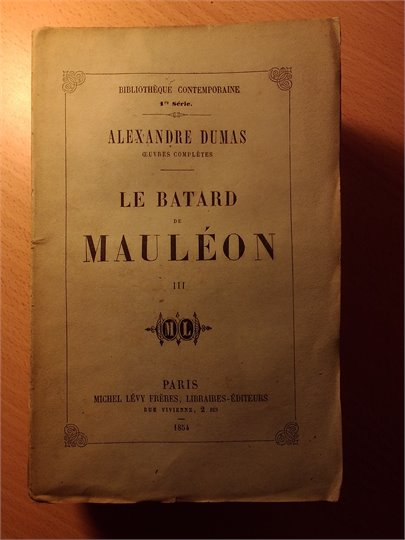 BIBLIOTHÈQUE CONTEMPORAINE
1re Série.
ALEXANDRE DUMAS
ŒUVRES COMPLÈTES
LE BATARD
DE
MAULÉON
III
ML
PARIS
MICHEL LÉVY FRÈRES, LIBRAIRES-ÉDITEURS
RUE VIVIENNE, 2 BIS
1854